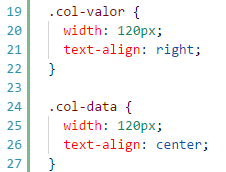 19 .col-valor {
20   width: 120px;
21   text-align: right;
22 }
23
24 .col-data {
25   width: 120px;
26   text-align: center;
27 }